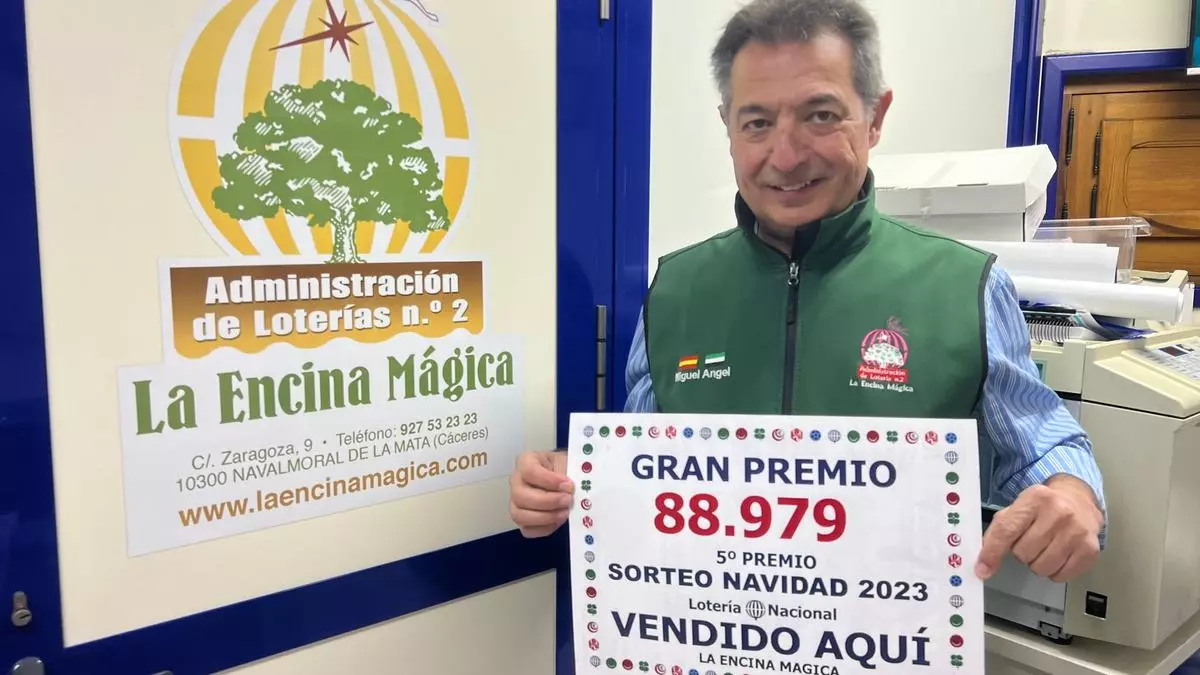 Administración
de Loterías n.º 2
La Encina Mágica
C/. Zaragoza, 9 • Teléfono: 927 53 23 23
10300 NAVALMORAL DE LA MATA (Cáceres)
www.laencinamagica.com
Miguel Angel
Administración
de Lotería n.2
La Encina Mágica
GRAN PREMIO
88.979
5º PREMIO
SORTEO NAVIDAD 2023
Lotería Nacional
VENDIDO AQUÍ
LA ENCINA MAGICA